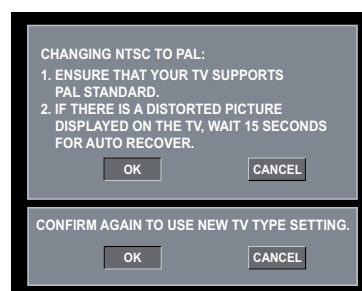 CHANGING NTSC TO PAL:
1. ENSURE THAT YOUR TV SUPPORTS
PAL STANDARD.
2. IF THERE IS A DISTORTED PICTURE
DISPLAYED ON THE TV, WAIT 15 SECONDS
FOR AUTO RECOVER.
OK CANCEL
CONFIRM AGAIN TO USE NEW TV TYPE SETTING.
OK CANCEL